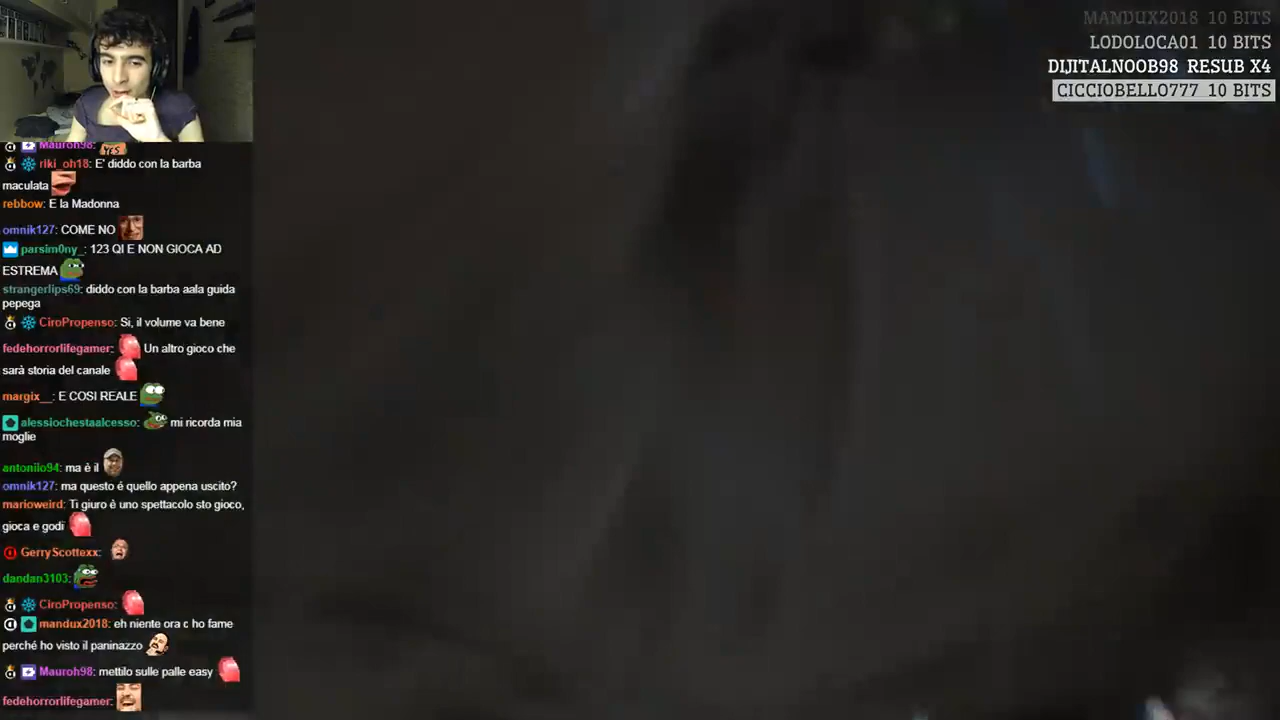 MANDUX2018 10 BITS
LODOLOCA01 10 BITS
DIJITALNOOB98 RESUB X4
CICCIOBELLO777 10 BITS
Mauroh98: YES
riki_oh18: E' diddo con la barba
maculata
rebbow: E la Madonna
omnik127: COME NO
parsim0ny_: 123 QI E NON GIOCA AD
ESTREMA
strangerlips69: diddo con la barba aala guida
pepega
CiroPropenso: Si, il volume va bene
fedehorrorlifegamer: Un altro gioco che
sarà storia del canale
margix__: E COSI REALE
alessiochestaalcesso: mi ricorda mia
moglie
antoniio94: ma è il
omnik127: ma questo é quello appena uscito?
marioweird: Ti giuro è uno spettacolo sto gioco,
gioca e godi
GerryScottexx:
dandan3103:
CiroPropenso:
mandux2018: eh niente ora c ho fame
perché ho visto il paninazzo
Mauroh98: mettilo sulle palle easy
fedehorrorlifegamer: